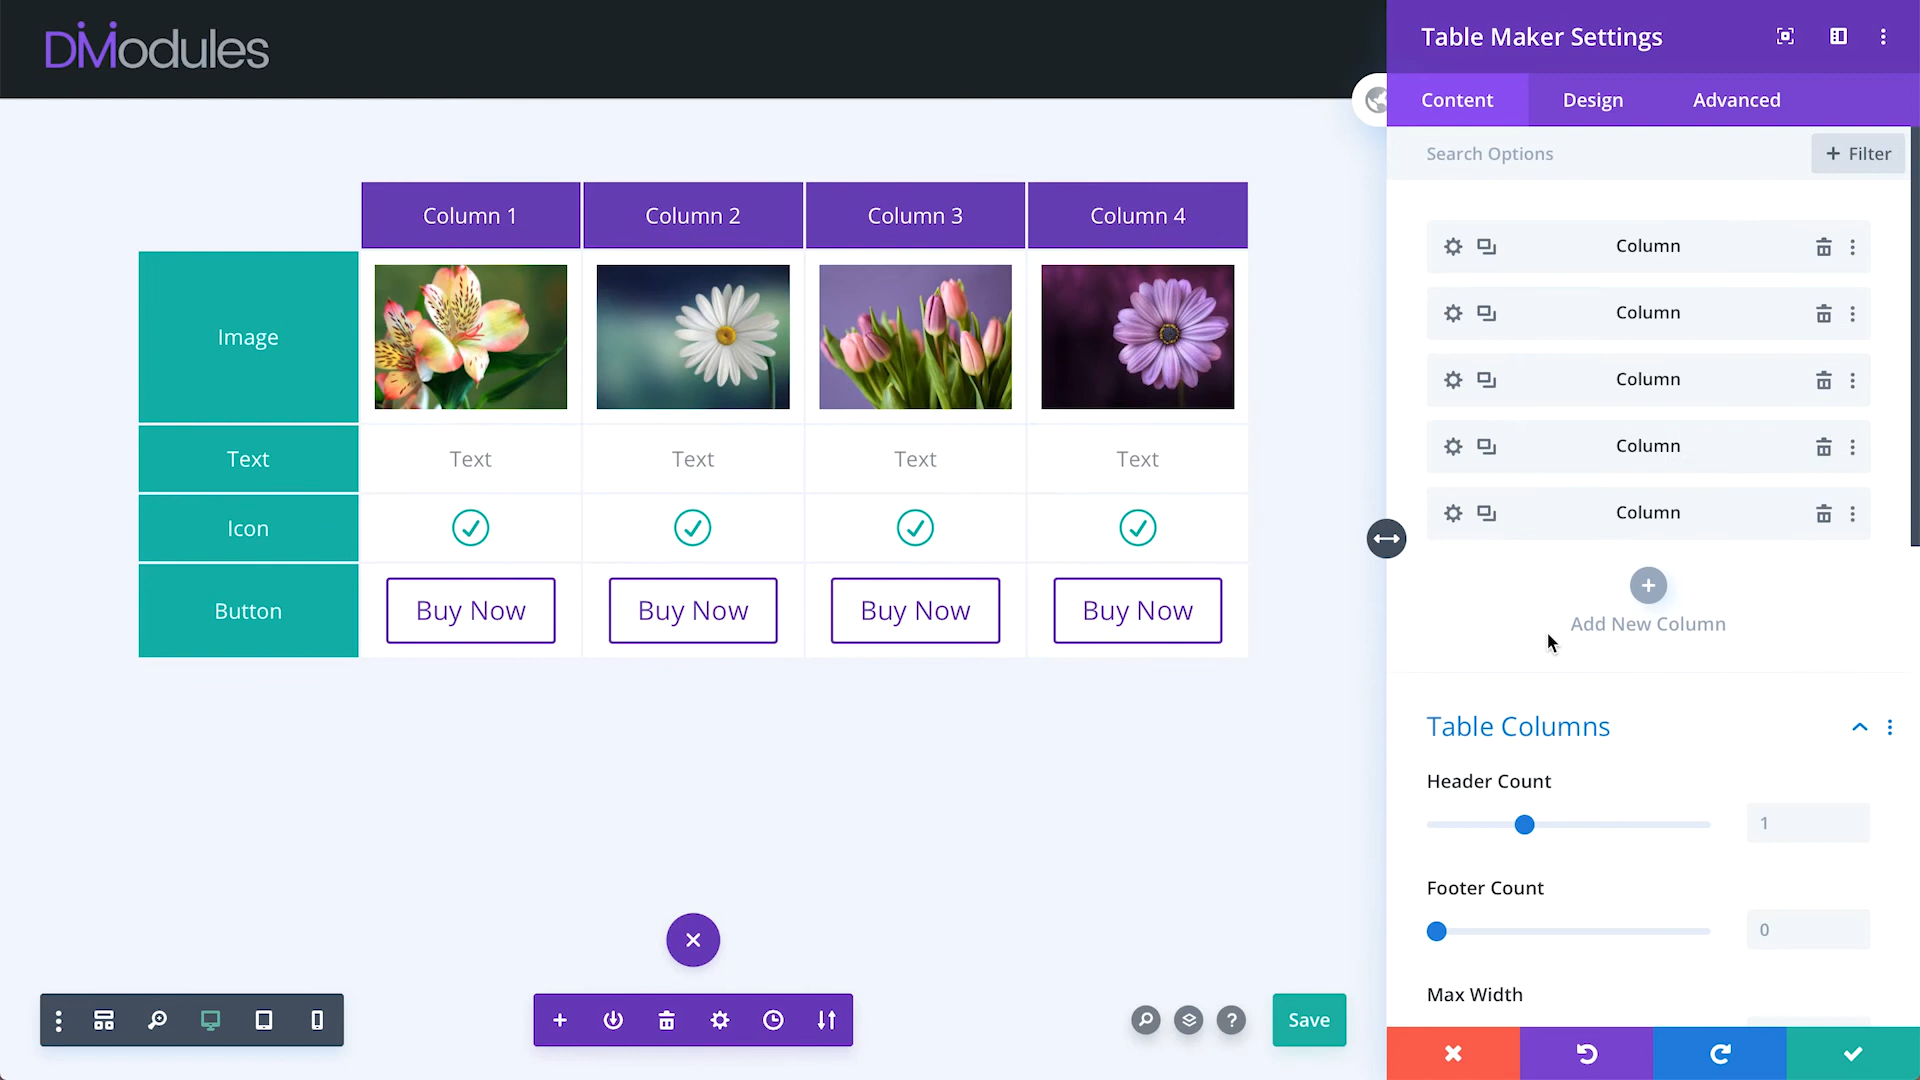 DiModules
Table Maker Settings
Content Design Advanced
Search Options
+ Filter
Column 1 Column 2 Column 3 Column 4
Image
Text Text Text Text Text
Icon
Button Buy Now Buy Now Buy Now Buy Now
Column
Column
Column
Column
Column
Add New Column
Table Columns
Header Count
1
Footer Count
0
Max Width
Save